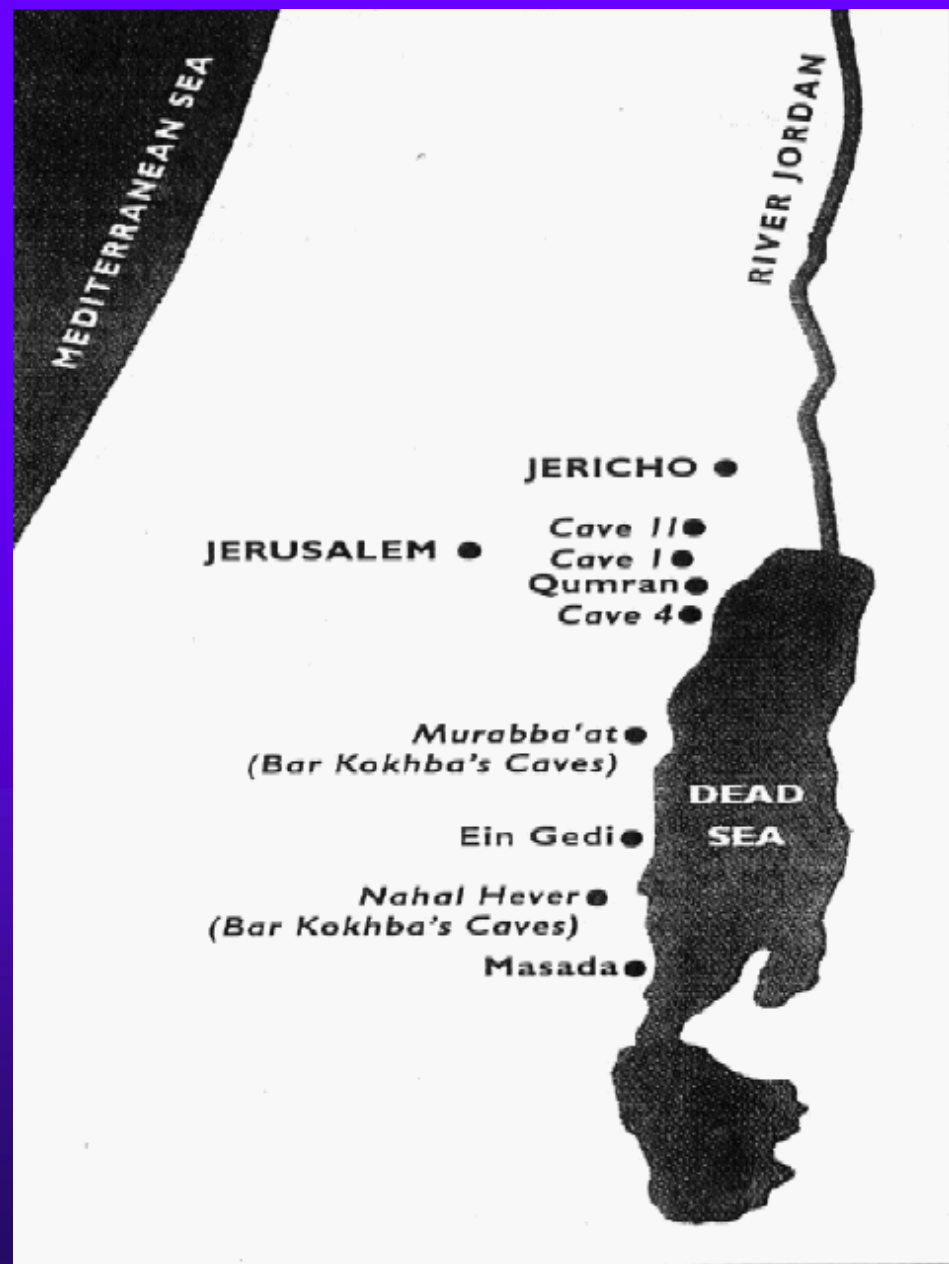 MEDITERRANEAN SEA
RIVER JORDAN
JERICHO
Cave 11
JERUSALEM
Cave 1
Qumran
Cave 4
Murabba'at
(Bar Kokhba's Caves)
DEAD
SEA
Ein Gedi
Nahal Hever
(Bar Kokhba's Caves)
Masada